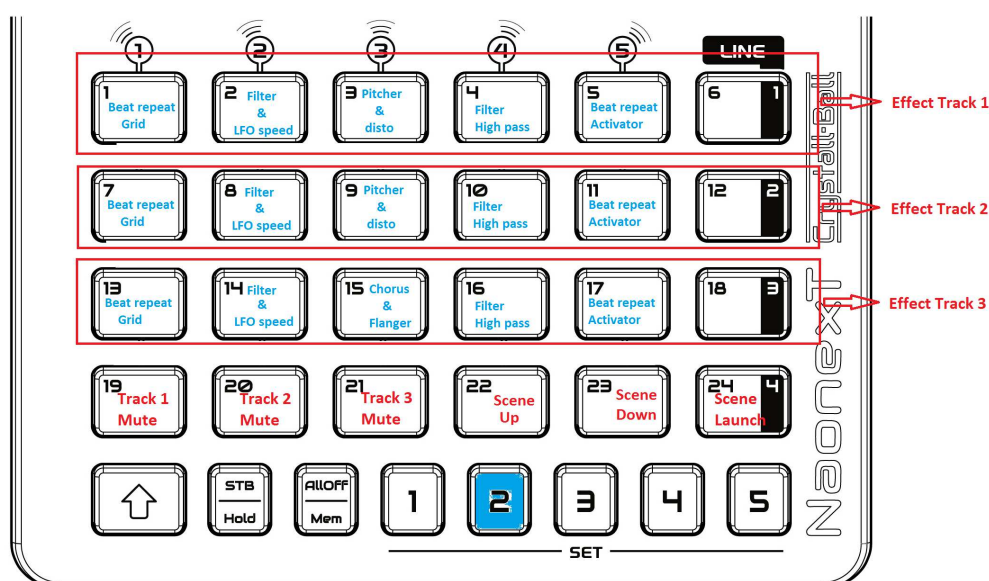 1 2 3 4 5 LINE
1 Beat repeat Grid
2 Filter & LFO speed
3 Pitcher & disto
4 Filter High pass
5 Beat repeat Activator
6 1
Effect Track 1
7 Beat repeat Grid
8 Filter & LFO speed
9 Pitcher & disto
10 Filter High pass
11 Beat repeat Activator
12 2
Effect Track 2
13 Beat repeat Grid
14 Filter & LFO speed
15 Chorus & Flanger
16 Filter High pass
17 Beat repeat Activator
18 3
Effect Track 3
19 Track 1 Mute
20 Track 2 Mute
21 Track 3 Mute
22 Scene Up
23 Scene Down
24 4 Scene Launch
STB Hold
AllOFF Mem
1 2 3 4 5
SET
Crystall-Ball
Naonext